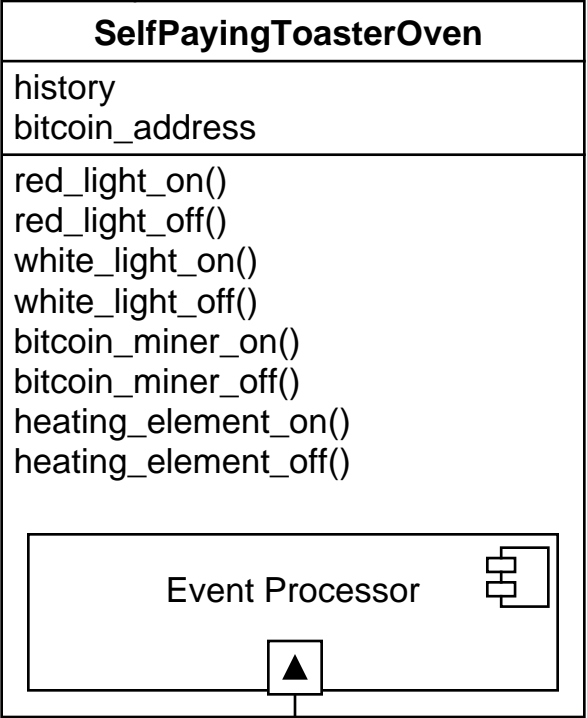 SelfPayingToasterOven
history
bitcoin_address
red_light_on()
red_light_off()
white_light_on()
white_light_off()
bitcoin_miner_on()
bitcoin_miner_off()
heating_element_on()
heating_element_off()
Event Processor